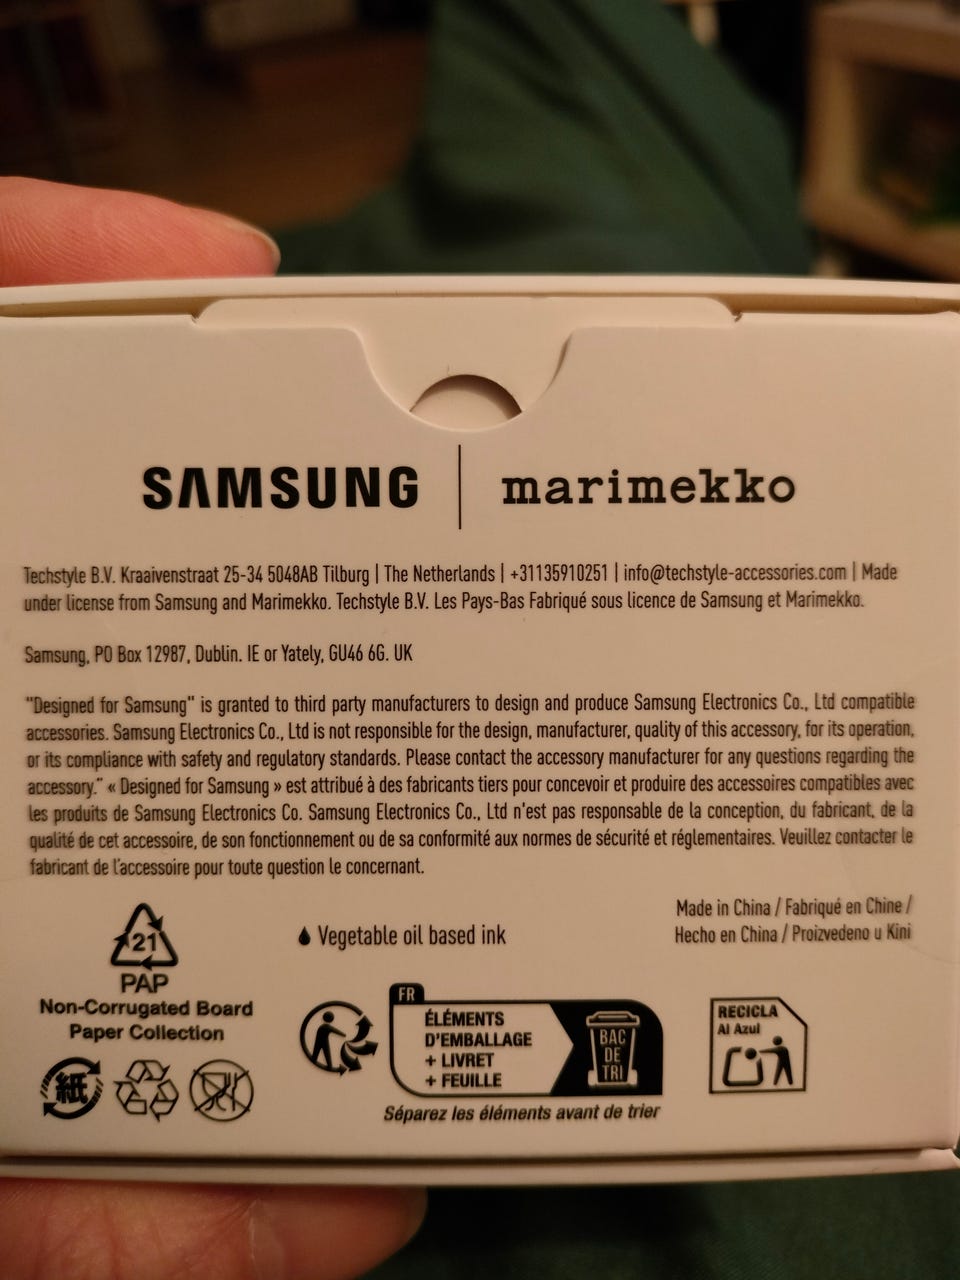 SAMSUNG | marimekko
Techstyle B.V. Kraaivenstraat 25-34 5048AB Tilburg | The Netherlands | +31135910251 | info@techstyle-accessories.com | Made
under license from Samsung and Marimekko. Techstyle B.V. Les Pays-Bas Fabriqué sous licence de Samsung et Marimekko.
Samsung, PO Box 12987, Dublin. IE or Yately, GU46 6G. UK
"Designed for Samsung" is granted to third party manufacturers to design and produce Samsung Electronics Co., Ltd compatible
accessories. Samsung Electronics Co., Ltd is not responsible for the design, manufacturer, quality of this accessory, for its operation,
or its compliance with safety and regulatory standards. Please contact the accessory manufacturer for any questions regarding the
accessory." « Designed for Samsung » est attribué à des fabricants tiers pour concevoir et produire des accessoires compatibles avec
les produits de Samsung Electronics Co. Samsung Electronics Co., Ltd n'est pas responsable de la conception, du fabricant, de la
qualité de cet accessoire, de son fonctionnement ou de sa conformité aux normes de sécurité et réglementaires. Veuillez contacter le
fabricant de l'accessoire pour toute question le concernant.
Made in China / Fabriqué en Chine /
Hecho en China / Proizvedeno u Kini
21
PAP
Non-Corrugated Board
Paper Collection
紙
Vegetable oil based ink
FR
ÉLÉMENTS
D'EMBALLAGE
+ LIVRET
+ FEUILLE
BAC
DE
TRI
Séparez les éléments avant de trier
RECICLA
Al Azul